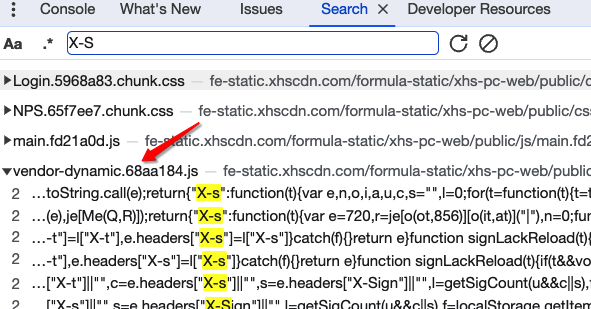 Console What's New Issues Search Developer Resources
Aa .* X-S
Login.5968a83.chunk.css — fe-static.xhscdn.com/formula-static/xhs-pc-web/public/
NPS.65f7ee7.chunk.css — fe-static.xhscdn.com/formula-static/xhs-pc-web/public/cs
main.fd21a0d.js — fe-static.xhscdn.com/formula-static/xhs-pc-web/public/js/main.fd2
vendor-dynamic.68aa184.js — fe-static.xhscdn.com/formula-static/xhs-pc-web/public/
2 …toString.call(e);return{"X-s":function(t){var e,n,o,i,a,u,c,s="",l=0;for(t=function(t){t=t
2 …(e),je[Me(Q,R)]);return{"X-s":function(t){var e=720,r=je[o(ot,856)][o(it,at)]("|"),n=0;func
2 …-t"]=l["X-t"],e.headers["X-s"]=l["X-s"]}catch(f){}return e}function signLackReload(t){
2 …-t"],e.headers["X-s"]=l["X-s"]}catch(f){}return e}function signLackReload(t){if(t&&vo
2 …["X-t"]||"",c=e.headers["X-s"]||"",s=e.headers["X-Sign"]||"",l=getSigCount(u&&c||s),
2 …["X-s"]||"",s=e.headers["X-Sign"]||"",l=getSigCount(u&&c||s),f=localStorage.getItem